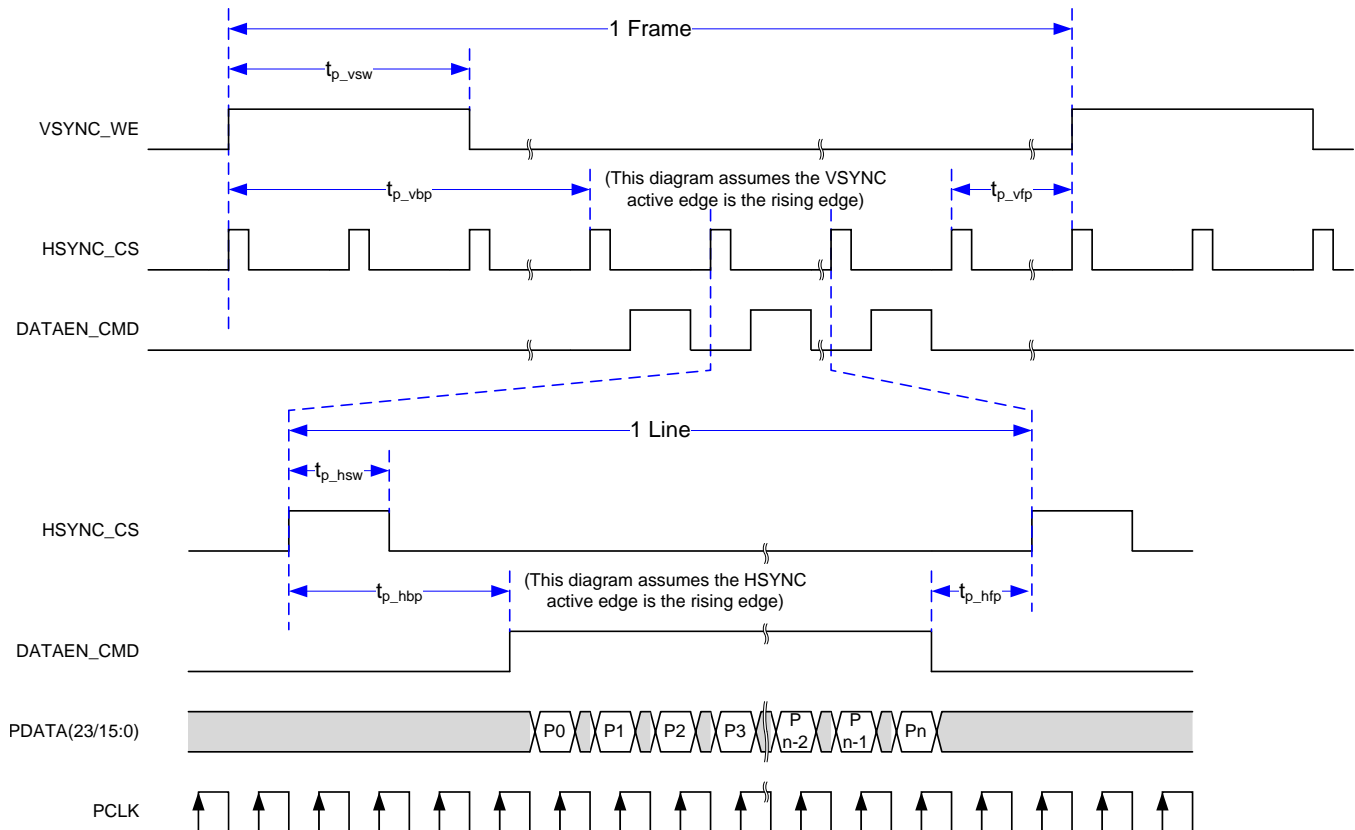 1 Frame
tp_vsw
VSYNC_WE
tp_vbp
(This diagram assumes the VSYNC
active edge is the rising edge)
tp_vfp
HSYNC_CS
DATAEN_CMD
1 Line
tp_hsw
HSYNC_CS
tp_hbp
(This diagram assumes the HSYNC
active edge is the rising edge)
tp_hfp
DATAEN_CMD
PDATA(23/15:0)
P0
P1
P2
P3
P
n-2
P
n-1
Pn
PCLK